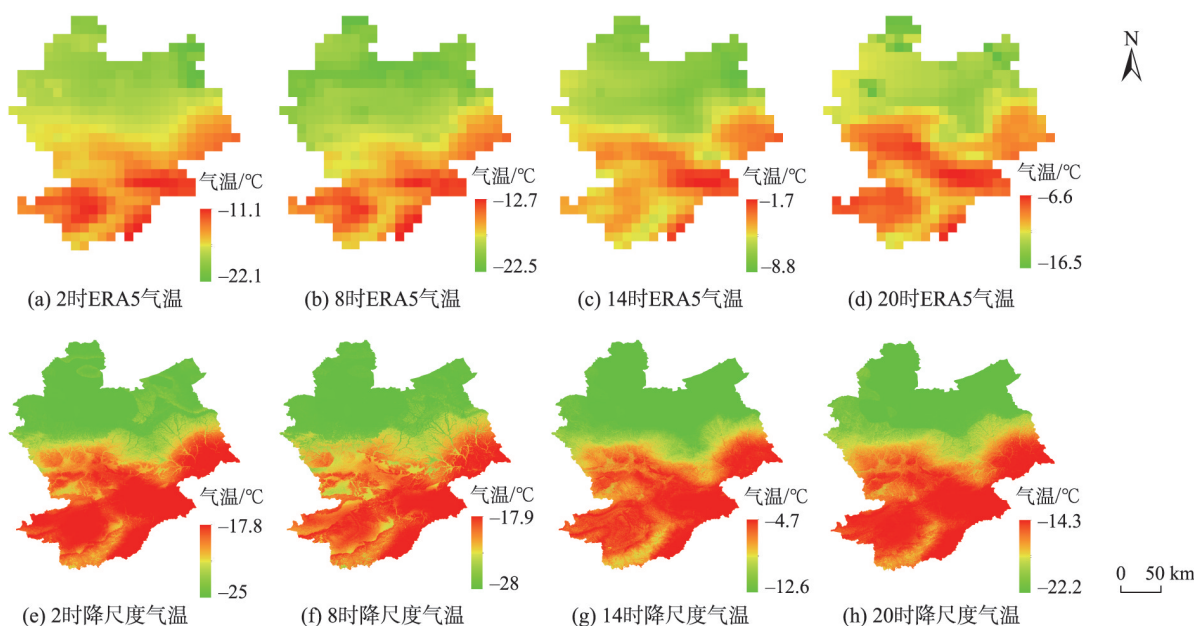 N
气温/℃
–11.1
–22.1
(a) 2时ERA5气温
气温/℃
–12.7
–22.5
(b) 8时ERA5气温
气温/℃
–1.7
–8.8
(c) 14时ERA5气温
气温/℃
–6.6
–16.5
(d) 20时ERA5气温
气温/℃
–17.8
–25
(e) 2时降尺度气温
气温/℃
–17.9
–28
(f) 8时降尺度气温
气温/℃
–4.7
–12.6
(g) 14时降尺度气温
气温/℃
–14.3
–22.2
(h) 20时降尺度气温
0 50 km